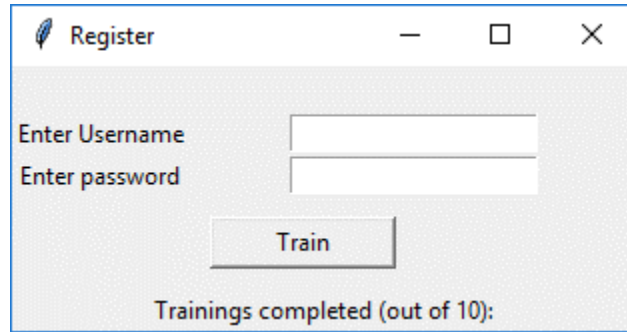 Register
Enter Username
Enter password
Train
Trainings completed (out of 10):